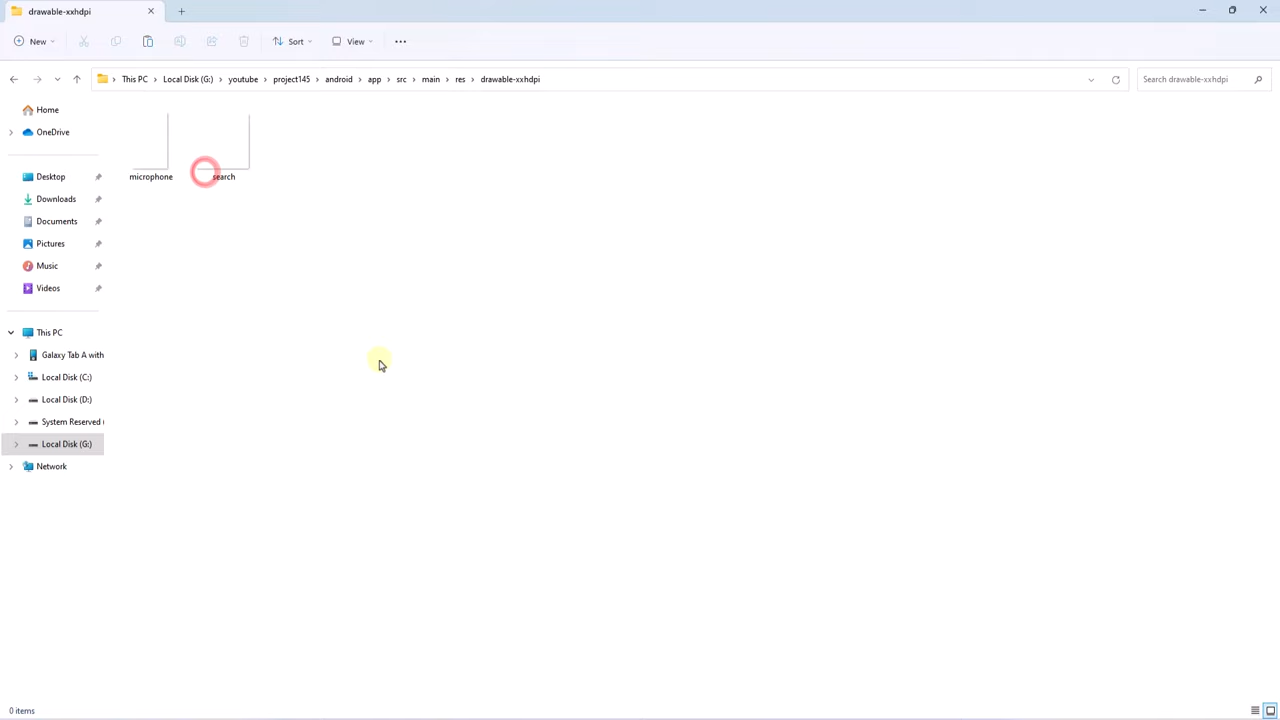 drawable-xxhdpi
New
Sort
View
This PC > Local Disk (G:) > youtube > project145 > android > app > src > main > res > drawable-xxhdpi
Search drawable-xxhdpi
Home
OneDrive
Desktop
Downloads
Documents
Pictures
Music
Videos
This PC
Galaxy Tab A with
Local Disk (C:)
Local Disk (D:)
System Reserved (
Local Disk (G:)
Network
microphone
search
0 items